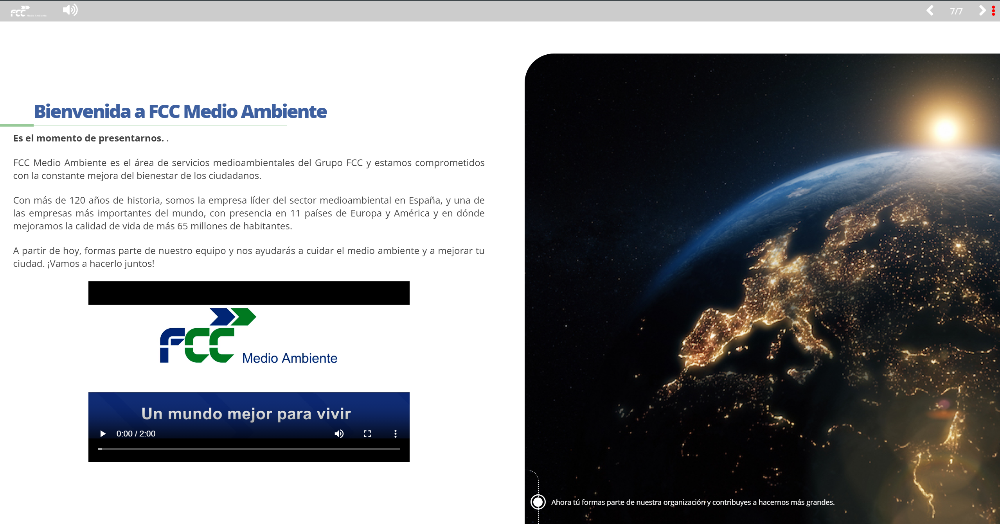 FCC Medio Ambiente
7/7
Bienvenida a FCC Medio Ambiente
Es el momento de presentarnos. .
FCC Medio Ambiente es el área de servicios medioambientales del Grupo FCC y estamos comprometidos
con la constante mejora del bienestar de los ciudadanos.
Con más de 120 años de historia, somos la empresa líder del sector medioambiental en España, y una de
las empresas más importantes del mundo, con presencia en 11 países de Europa y América y en dónde
mejoramos la calidad de vida de más 65 millones de habitantes.
A partir de hoy, formas parte de nuestro equipo y nos ayudarás a cuidar el medio ambiente y a mejorar tu
ciudad. ¡Vamos a hacerlo juntos!
FCC
Medio Ambiente
Un mundo mejor para vivir
0:00 / 2:00
Ahora tú formas parte de nuestra organización y contribuyes a hacernos más grandes.